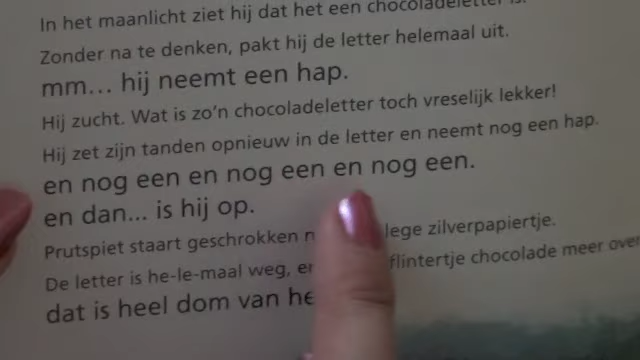 In het maanlicht ziet hij dat het een chocoladeletter is.
Zonder na te denken, pakt hij de letter helemaal uit.
mm... hij neemt een hap.
Hij zucht. Wat is zo'n chocoladeletter toch vreselijk lekker!
Hij zet zijn tanden opnieuw in de letter en neemt nog een hap.
en nog een en nog een en nog een.
en dan... is hij op.
Prutspiet staart geschrokken lege zilverpapiertje.
De letter is he-le-maal weg, flintertje chocolade meer
dat is heel dom van